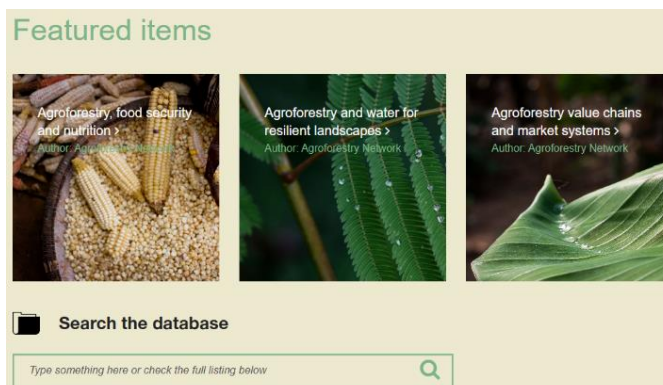 Featured items
Agroforestry, food security
and nutrition >
Author: Agroforestry Network
Agroforestry and water for
resilient landscapes >
Author: Agroforestry Network
Agroforestry value chains
and market systems >
Author: Agroforestry Network
Search the database
Type something here or check the full listing below